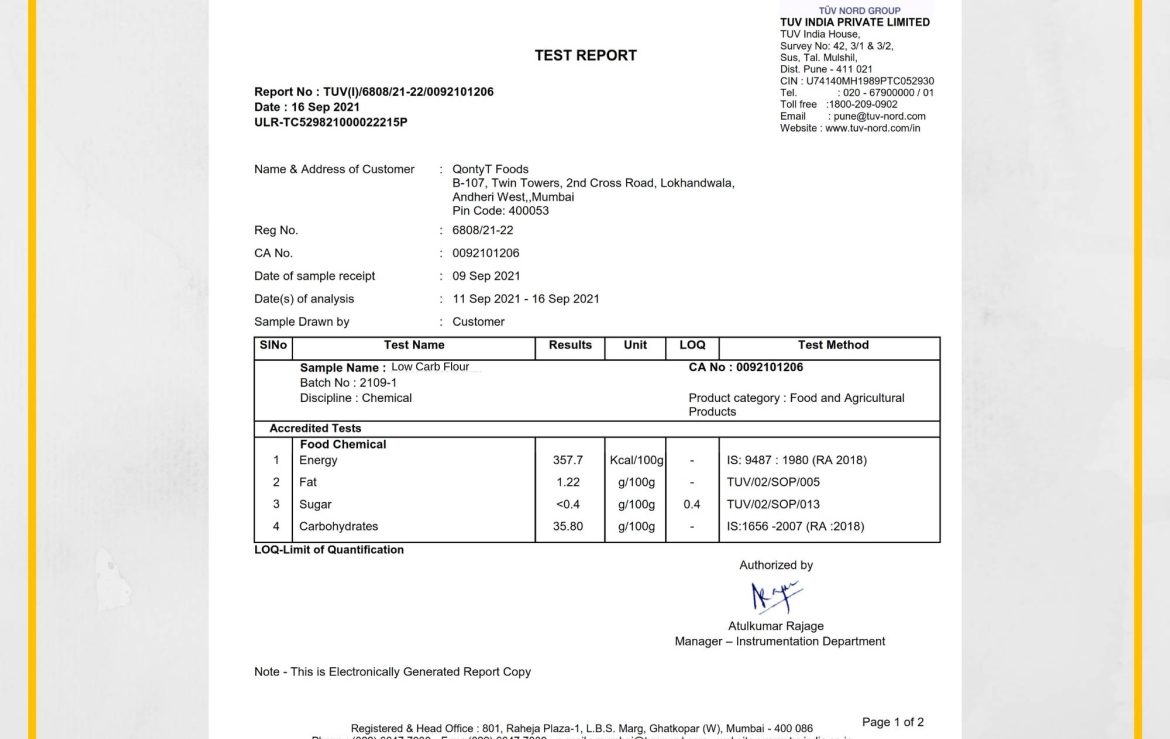 TÜV NORD GROUP
TUV INDIA PRIVATE LIMITED
TUV India House,
Survey No: 42, 3/1 & 3/2,
Sus, Tal. Mulshil,
Dist. Pune - 411 021
CIN : U74140MH1989PTC052930
Tel. : 020 - 67900000 / 01
Toll free :1800-209-0902
Email : pune@tuv-nord.com
Website : www.tuv-nord.com/in
TEST REPORT
Report No : TUV(I)/6808/21-22/0092101206
Date : 16 Sep 2021
ULR-TC529821000022215P
Name & Address of Customer : QontyT Foods
B-107, Twin Towers, 2nd Cross Road, Lokhandwala,
Andheri West,,Mumbai
Pin Code: 400053
Reg No. : 6808/21-22
CA No. : 0092101206
Date of sample receipt : 09 Sep 2021
Date(s) of analysis : 11 Sep 2021 - 16 Sep 2021
Sample Drawn by : Customer
SlNo Test Name Results Unit LOQ Test Method
Sample Name : Low Carb Flour CA No : 0092101206
Batch No : 2109-1
Discipline : Chemical Product category : Food and Agricultural
Products
Accredited Tests
Food Chemical
1 Energy 357.7 Kcal/100g - IS: 9487 : 1980 (RA 2018)
2 Fat 1.22 g/100g - TUV/02/SOP/005
3 Sugar <0.4 g/100g 0.4 TUV/02/SOP/013
4 Carbohydrates 35.80 g/100g - IS:1656 -2007 (RA :2018)
LOQ-Limit of Quantification
Authorized by
Atulkumar Rajage
Manager – Instrumentation Department
Note - This is Electronically Generated Report Copy
Page 1 of 2
Registered & Head Office : 801, Raheja Plaza-1, L.B.S. Marg, Ghatkopar (W), Mumbai - 400 086